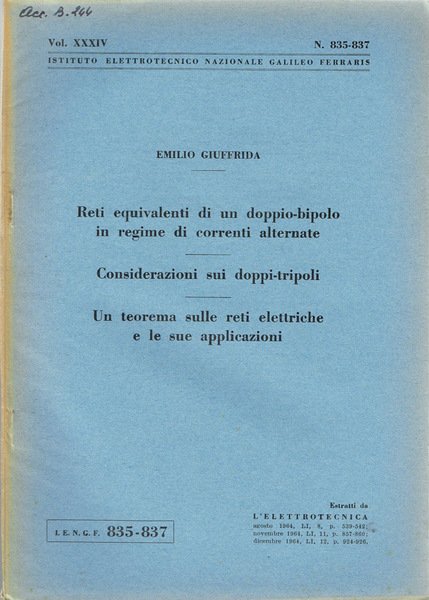 Acc. B. 244
Vol. XXXIV N. 835-837
ISTITUTO ELETTROTECNICO NAZIONALE GALILEO FERRARIS
EMILIO GIUFFRIDA
Reti equivalenti di un doppio-bipolo
in regime di correnti alternate
Considerazioni sui doppi-tripoli
Un teorema sulle reti elettriche
e le sue applicazioni
Estratti da
L'ELETTROTECNICA
agosto 1964, LI, 8, p. 539-542;
novembre 1964, LI, 11, p. 857-860;
dicembre 1964, LI, 12, p. 924-926.
I. E. N. G. F. 835-837